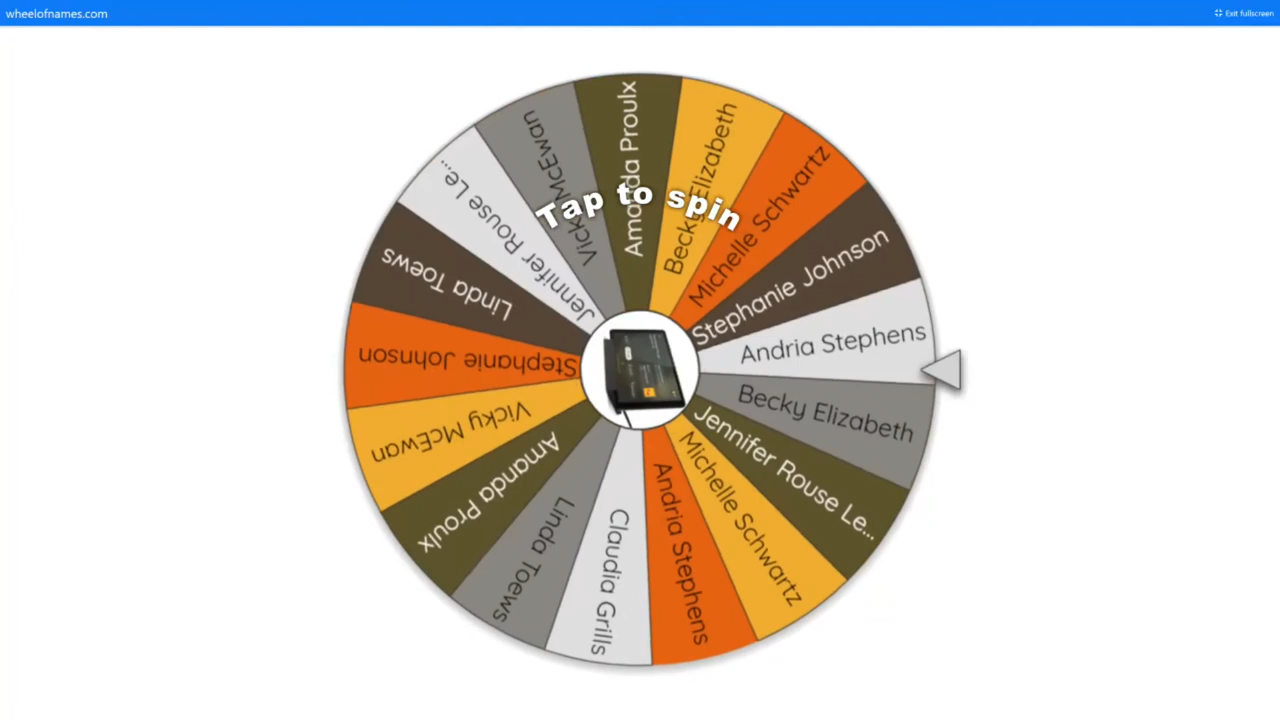 wheelofnames.com
Exit fullscreen
Tap to spin
Amanda Proulx
Becky Elizabeth
Michelle Schwartz
Stephanie Johnson
Andria Stephens
Becky Elizabeth
Jennifer Rouse Le...
Michelle Schwartz
Andria Stephens
Claudia Grills
Linda Toews
Amanda Proulx
Vicky McEwan
Stephanie Johnson
Linda Toews
Jennifer Rouse Le...
Vicky McEwan